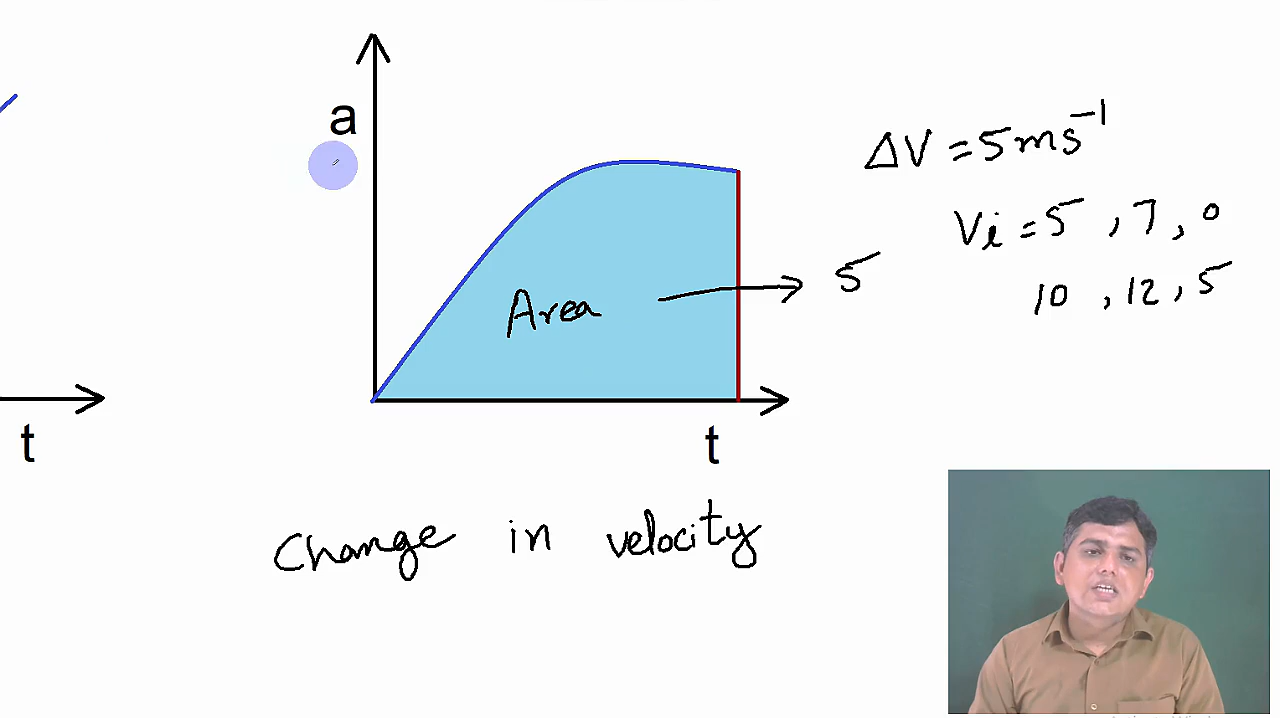 a
ΔV = 5 ms⁻¹
Vi = 5 , 7 , 0
10 , 12 , 5
Area
5
t
t
Change in velocity